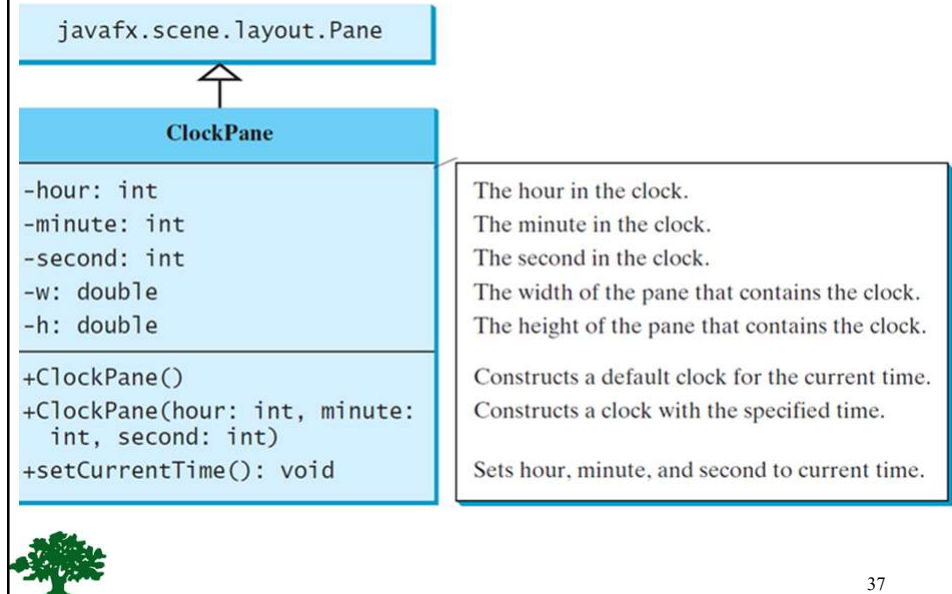 javafx.scene.layout.Pane
ClockPane
-hour: int
-minute: int
-second: int
-w: double
-h: double
The hour in the clock.
The minute in the clock.
The second in the clock.
The width of the pane that contains the clock.
The height of the pane that contains the clock.
+ClockPane()
+ClockPane(hour: int, minute:
int, second: int)
+setCurrentTime(): void
Constructs a default clock for the current time.
Constructs a clock with the specified time.
Sets hour, minute, and second to current time.
37